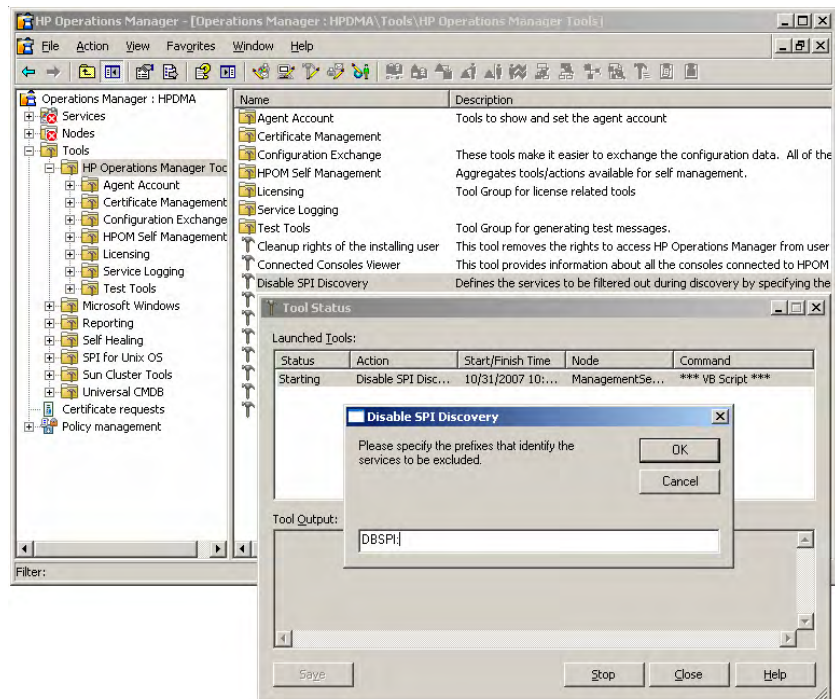 HP Operations Manager - [Operations Manager : HPDMA\Tools\HP Operations Manager Tools]
File Action View Favorites Window Help
Operations Manager : HPDMA
Services
Nodes
Tools
HP Operations Manager Toc
Agent Account
Certificate Management
Configuration Exchange
HPOM Self Management
Licensing
Service Logging
Test Tools
Microsoft Windows
Reporting
Self Healing
SPI for Unix OS
Sun Cluster Tools
Universal CMDB
Certificate requests
Policy management
Name Description
Agent Account Tools to show and set the agent account
Certificate Management
Configuration Exchange These tools make it easier to exchange the configuration data. All of the
HPOM Self Management Aggregates tools/actions available for self management.
Licensing Tool Group for license related tools
Service Logging
Test Tools Tool Group for generating test messages.
Cleanup rights of the installing user This tool removes the rights to access HP Operations Manager from user
Connected Consoles Viewer This tool provides information about all the consoles connected to HPOM
Disable SPI Discovery Defines the services to be filtered out during discovery by specifying the
Tool Status
Launched Tools:
Status Action Start/Finish Time Node Command
Starting Disable SPI Disc... 10/31/2007 10:... ManagementSe... *** VB Script ***
Disable SPI Discovery
Please specify the prefixes that identify the
services to be excluded.
OK
Cancel
DBSPI:
Tool Output:
Filter:
Save Stop Close Help